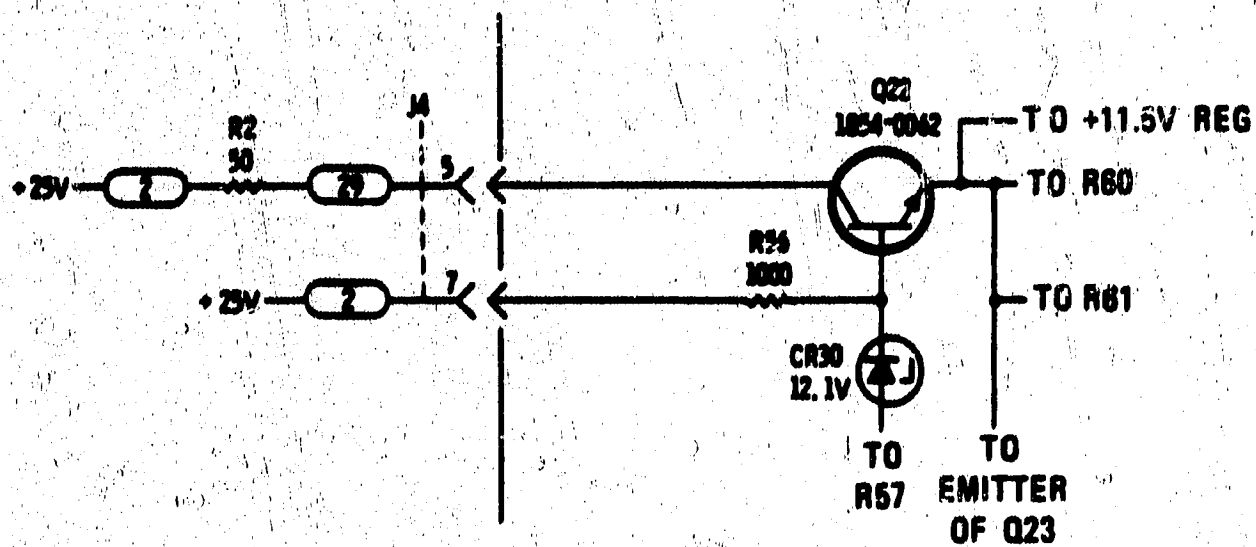 Q22
1854-0062
TO +11.5V REG
J4
R2
50
+25V
2
29
5
TO R60
R56
1000
+25V
2
7
TO R61
CR30
12.1V
TO
R57
TO
EMITTER
OF Q23